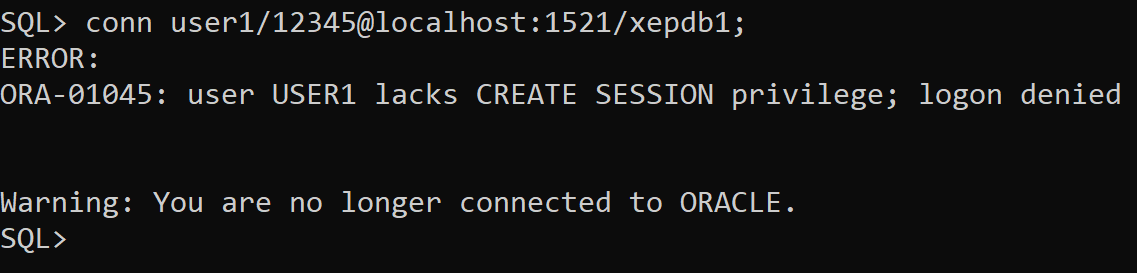 SQL> conn user1/12345@localhost:1521/xepdb1;
ERROR:
ORA-01045: user USER1 lacks CREATE SESSION privilege; logon denied
Warning: You are no longer connected to ORACLE.
SQL>